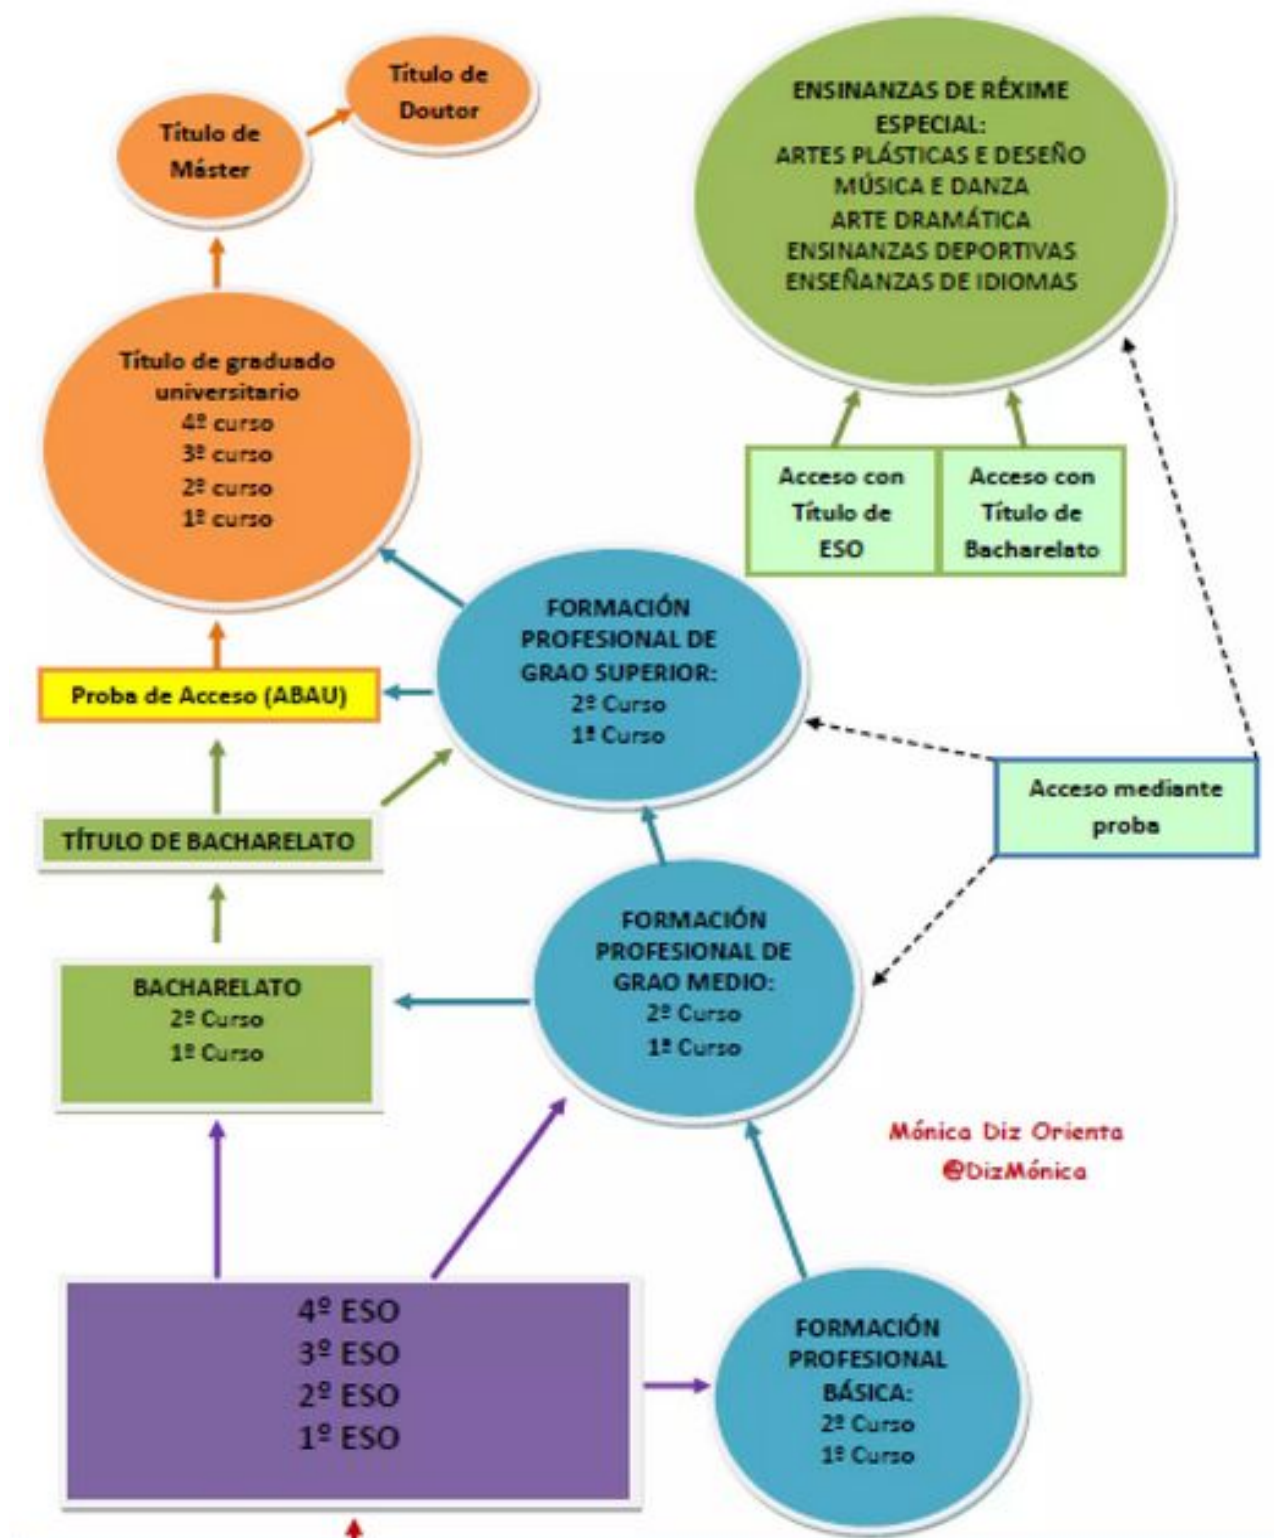 Título de
Doutor
Título de
Máster
ENSINANZAS DE RÉXIME
ESPECIAL:
ARTES PLÁSTICAS E DESEÑO
MÚSICA E DANZA
ARTE DRAMÁTICA
ENSINANZAS DEPORTIVAS
ENSEÑANZAS DE IDIOMAS
Título de graduado
universitario
4º curso
3º curso
2º curso
1º curso
Acceso con
Título de
ESO
Acceso con
Título de
Bacharelato
FORMACIÓN
PROFESIONAL DE
GRAO SUPERIOR:
2º Curso
1º Curso
Proba de Acceso (ABAU)
Acceso mediante
proba
TÍTULO DE BACHARELATO
FORMACIÓN
PROFESIONAL DE
GRAO MEDIO:
2º Curso
1º Curso
BACHARELATO
2º Curso
1º Curso
Mónica Diz Orienta
@DizMónica
4º ESO
3º ESO
2º ESO
1º ESO
FORMACIÓN
PROFESIONAL
BÁSICA:
2º Curso
1º Curso